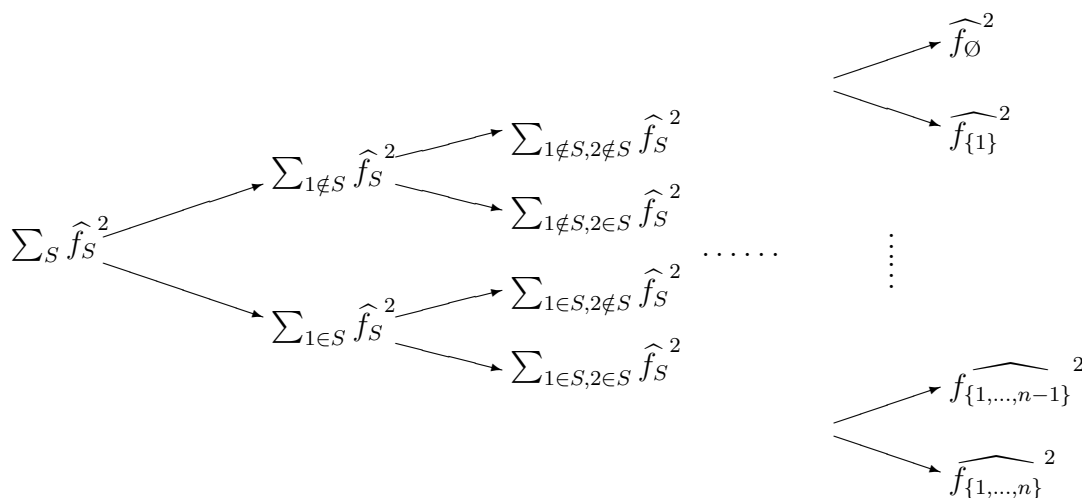 $\widehat{f_{\emptyset}}^2$
$\widehat{f_{\{1\}}}^2$
$\sum_{1 \notin S, 2 \notin S} \widehat{f_S}^2$
$\sum_{1 \notin S} \widehat{f_S}^2$
$\sum_{1 \notin S, 2 \in S} \widehat{f_S}^2$
$\sum_{S} \widehat{f_S}^2$
......
$\sum_{1 \in S, 2 \notin S} \widehat{f_S}^2$
$\sum_{1 \in S} \widehat{f_S}^2$
$\sum_{1 \in S, 2 \in S} \widehat{f_S}^2$
$\widehat{f_{\{1,...,n-1\}}}^2$
$\widehat{f_{\{1,...,n\}}}^2$